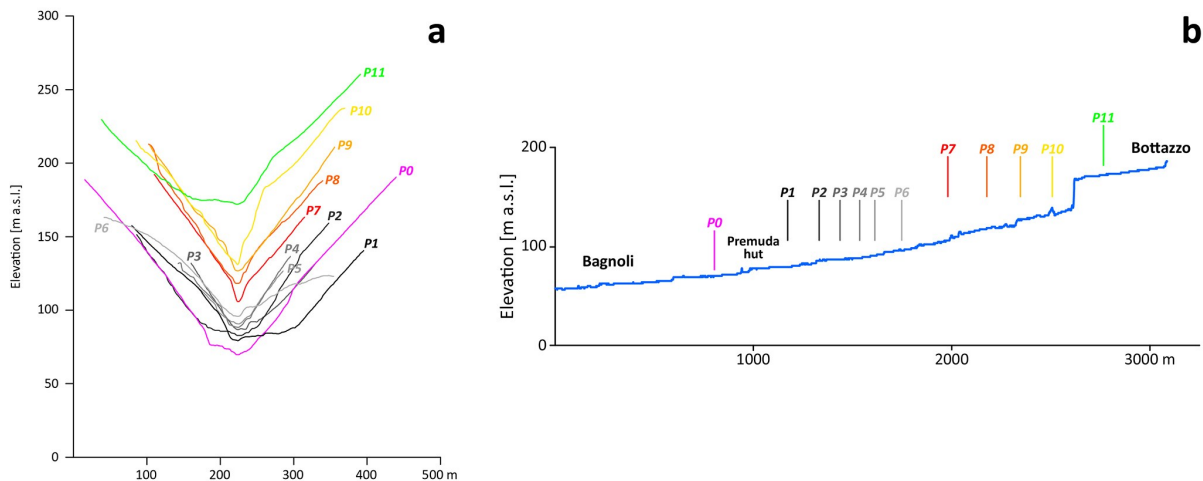 a
300
250
200
150
100
50
0
Elevation [m a.s.l.]
100
200
300
400
500 m
P11
P10
P9
P8
P0
P7
P2
P6
P3
P4
P5
P1
b
200
100
0
Elevation [m a.s.l.]
1000
2000
3000 m
P11
Bottazzo
P7
P8
P9
P10
P1
P2
P3
P4
P5
P6
P0
Premuda
hut
Bagnoli